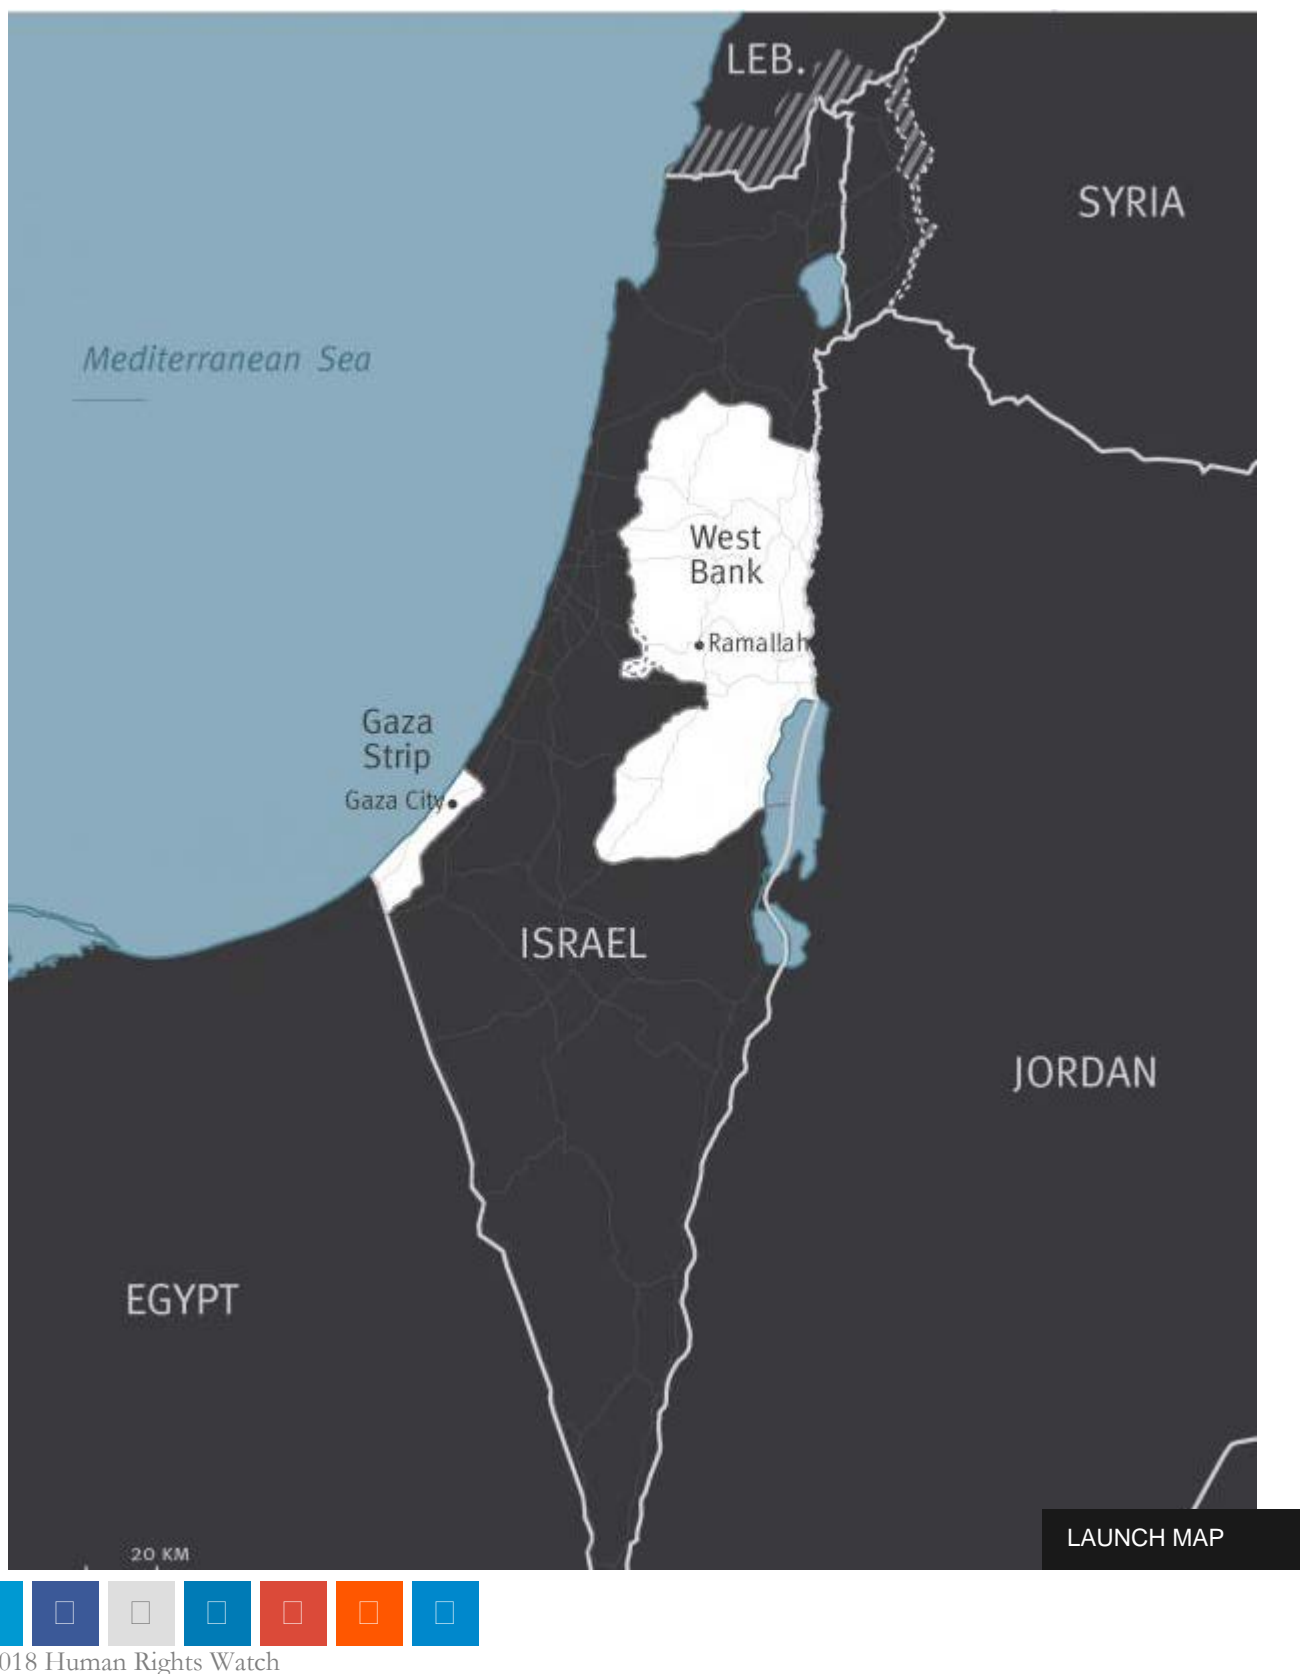 LEB.
SYRIA
Mediterranean Sea
West
Bank
Ramallah
Gaza
Strip
Gaza City
ISRAEL
JORDAN
EGYPT
LAUNCH MAP
20 KM
018 Human Rights Watch